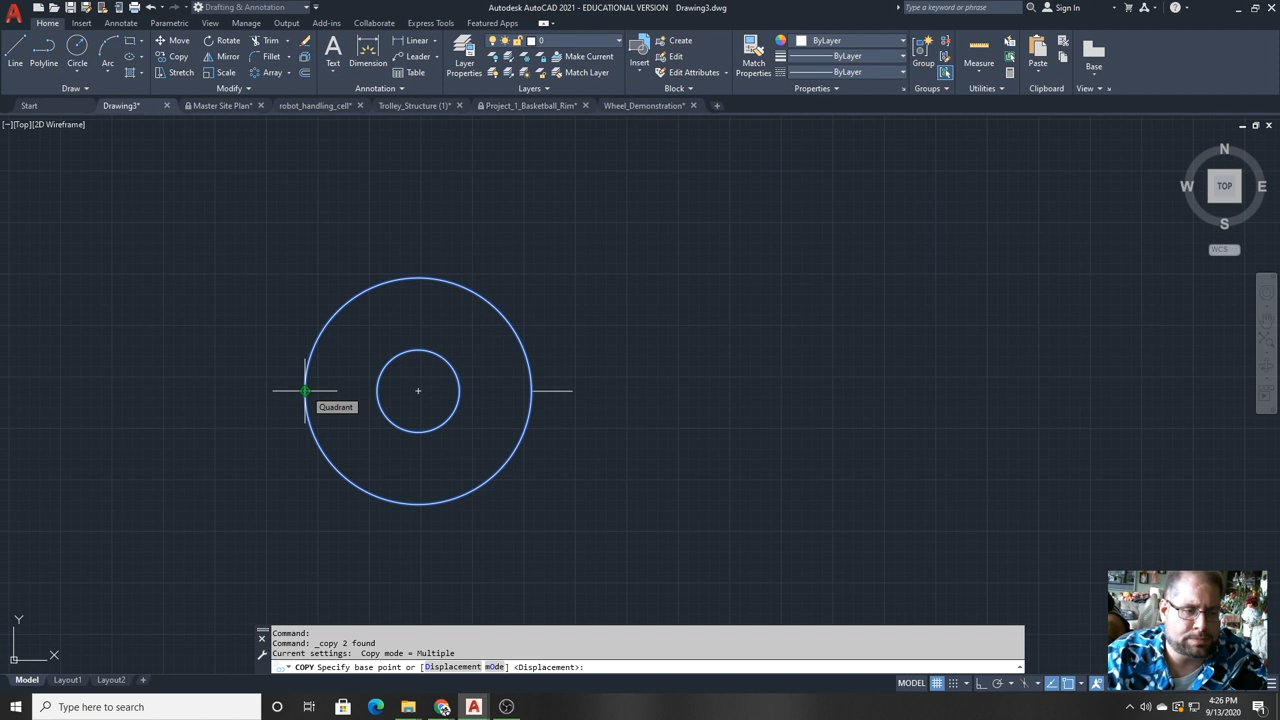 Autodesk AutoCAD 2021 - EDUCATIONAL VERSION Drawing3.dwg
Drafting & Annotation
Type a keyword or phrase
Sign In
Home Insert Annotate Parametric View Manage Output Add-ins Collaborate Express Tools Featured Apps
Line Polyline Circle Arc
Draw
Move Rotate Trim
Copy Mirror Fillet
Stretch Scale Array
Modify
Text Dimension
Linear
Leader
Table
Annotation
Layer Properties
0
Make Current
Match Layer
Layers
Insert
Create
Edit
Edit Attributes
Block
Match Properties
ByLayer
ByLayer
ByLayer
Properties
Group
Groups
Measure
Utilities
Paste
Clipboard
Base
View
Start Drawing3* Master Site Plan* robot_handling_cell* Trolley_Structure (1)* Project_1_Basketball_Rim* Wheel_Demonstration*
[−][Top][2D Wireframe]
N
W TOP E
S
WCS
Quadrant
Y
X
Command:
Command: _copy 2 found
Current settings:  Copy mode = Multiple
COPY Specify base point or [Displacement mOde] <Displacement>:
Model Layout1 Layout2
MODEL
Type here to search
4:26 PM
9/13/2020